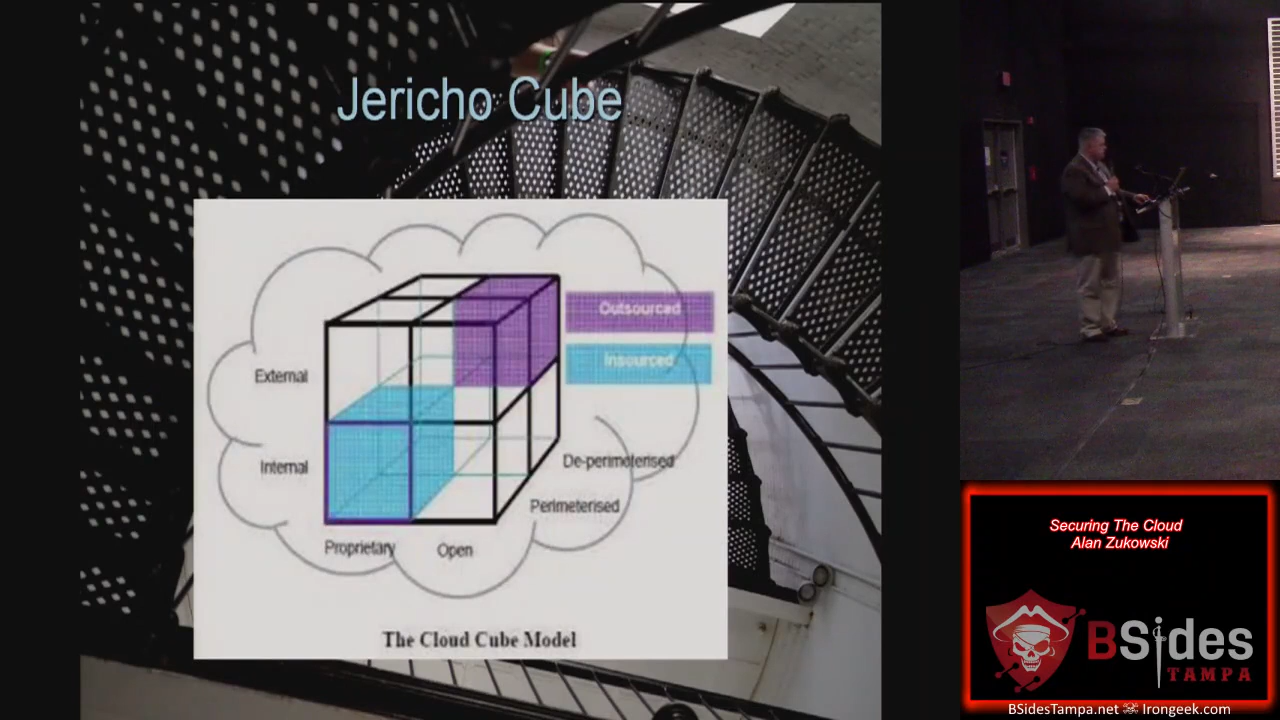 Jericho Cube
Outsourced
Insourced
External
Internal
De-perimeterised
Perimeterised
Proprietary
Open
The Cloud Cube Model
Securing The Cloud
Alan Zukowski
BSides
TAMPA
BSidesTampa.net Irongeek.com